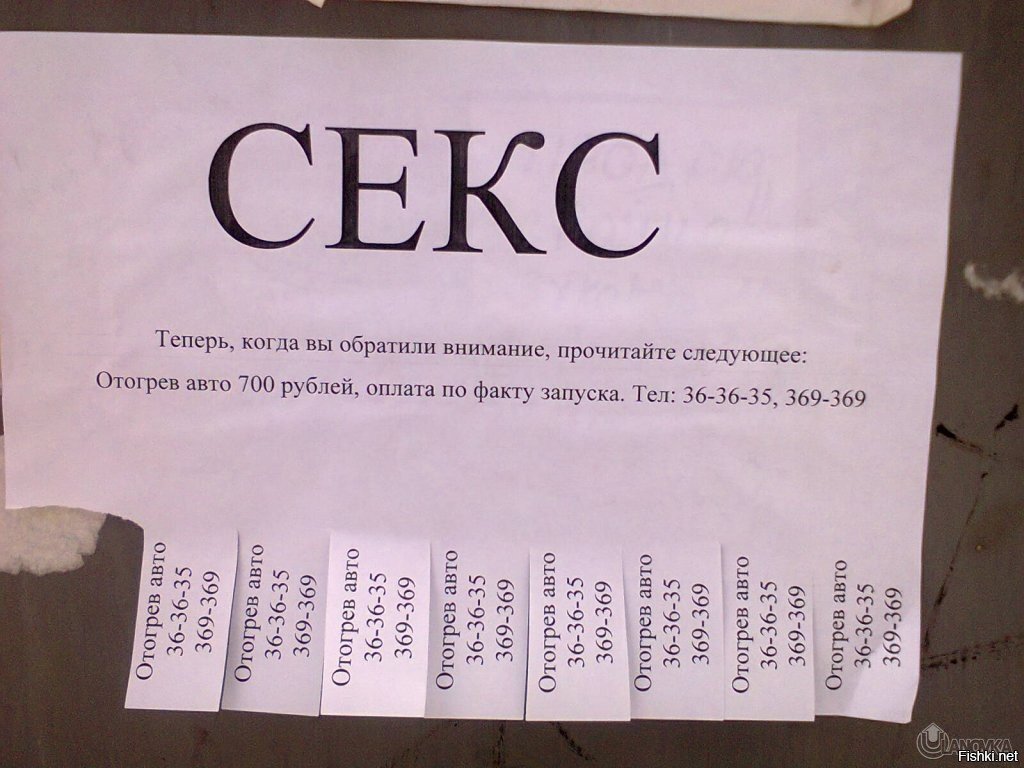 СЕКС
Теперь, когда вы обратили внимание, прочитайте следующее:
Отогрев авто 700 рублей, оплата по факту запуска. Тел: 36-36-35, 369-369
Отогрев авто
36-36-35
369-369
Отогрев авто
36-36-35
369-369
Отогрев авто
36-36-35
369-369
Отогрев авто
36-36-35
369-369
Отогрев авто
36-36-35
369-369
Отогрев авто
36-36-35
369-369
Отогрев авто
36-36-35
369-369
Отогрев авто
36-36-35
369-369
Fishki.net